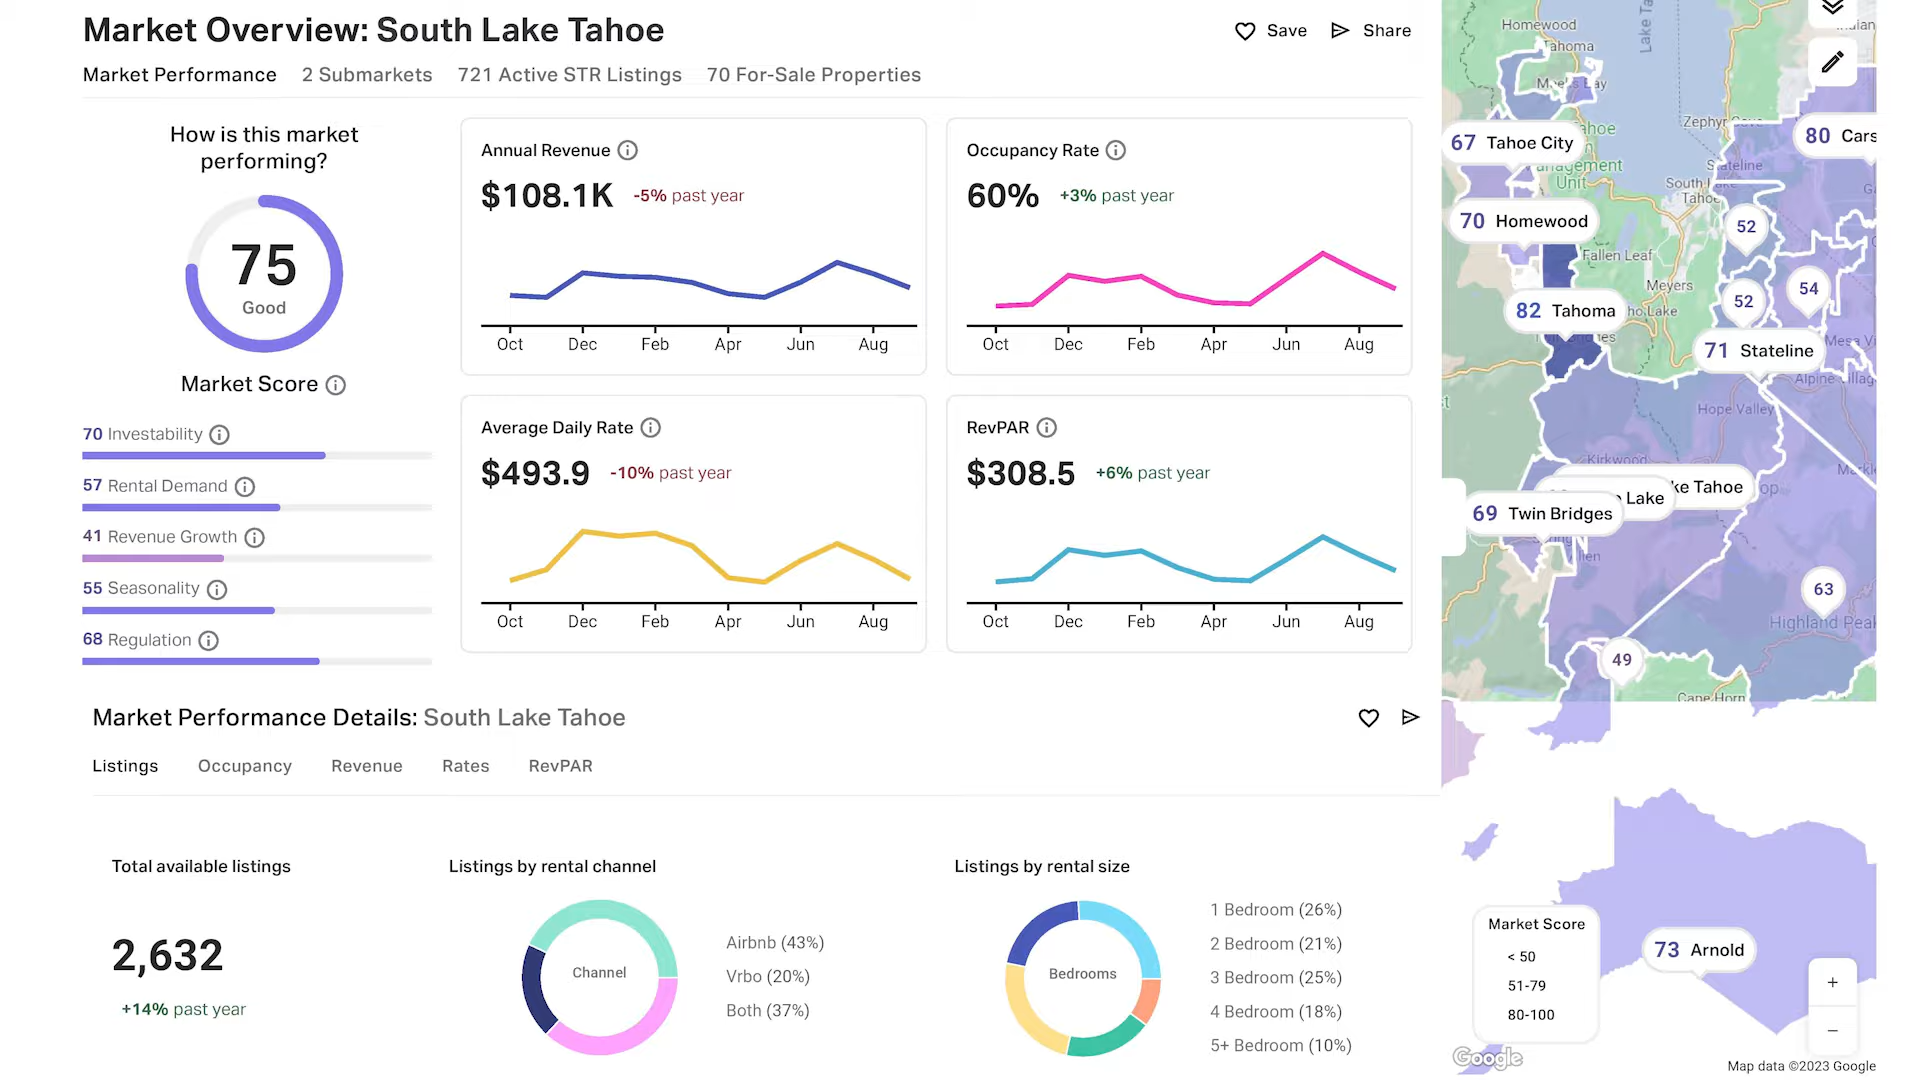 Market Overview: South Lake Tahoe
Save
Share
Market Performance
2 Submarkets
721 Active STR Listings
70 For-Sale Properties
How is this market
performing?
75
Good
Market Score
70 Investability
57 Rental Demand
41 Revenue Growth
55 Seasonality
68 Regulation
Annual Revenue
$108.1K
-5% past year
Oct Dec Feb Apr Jun Aug
Occupancy Rate
60%
+3% past year
Oct Dec Feb Apr Jun Aug
Average Daily Rate
$493.9
-10% past year
Oct Dec Feb Apr Jun Aug
RevPAR
$308.5
+6% past year
Oct Dec Feb Apr Jun Aug
Market Performance Details: South Lake Tahoe
Listings
Occupancy
Revenue
Rates
RevPAR
Total available listings
2,632
+14% past year
Listings by rental channel
Channel
Airbnb (43%)
Vrbo (20%)
Both (37%)
Listings by rental size
Bedrooms
1 Bedroom (26%)
2 Bedroom (21%)
3 Bedroom (25%)
4 Bedroom (18%)
5+ Bedroom (10%)
Homewood
Tahoma
67 Tahoe City
80 Cars
Stateline
Unit
70 Homewood
52
Fallen Leaf
Meyers
54
52
82 Tahoma
71 Stateline
Hope Valley
Kirkwood
ke Tahoe
Lake
69 Twin Bridges
63
Highland Peak
49
Cape Horn
73 Arnold
Market Score
< 50
51-79
80-100
+
−
Google
Map data ©2023 Google